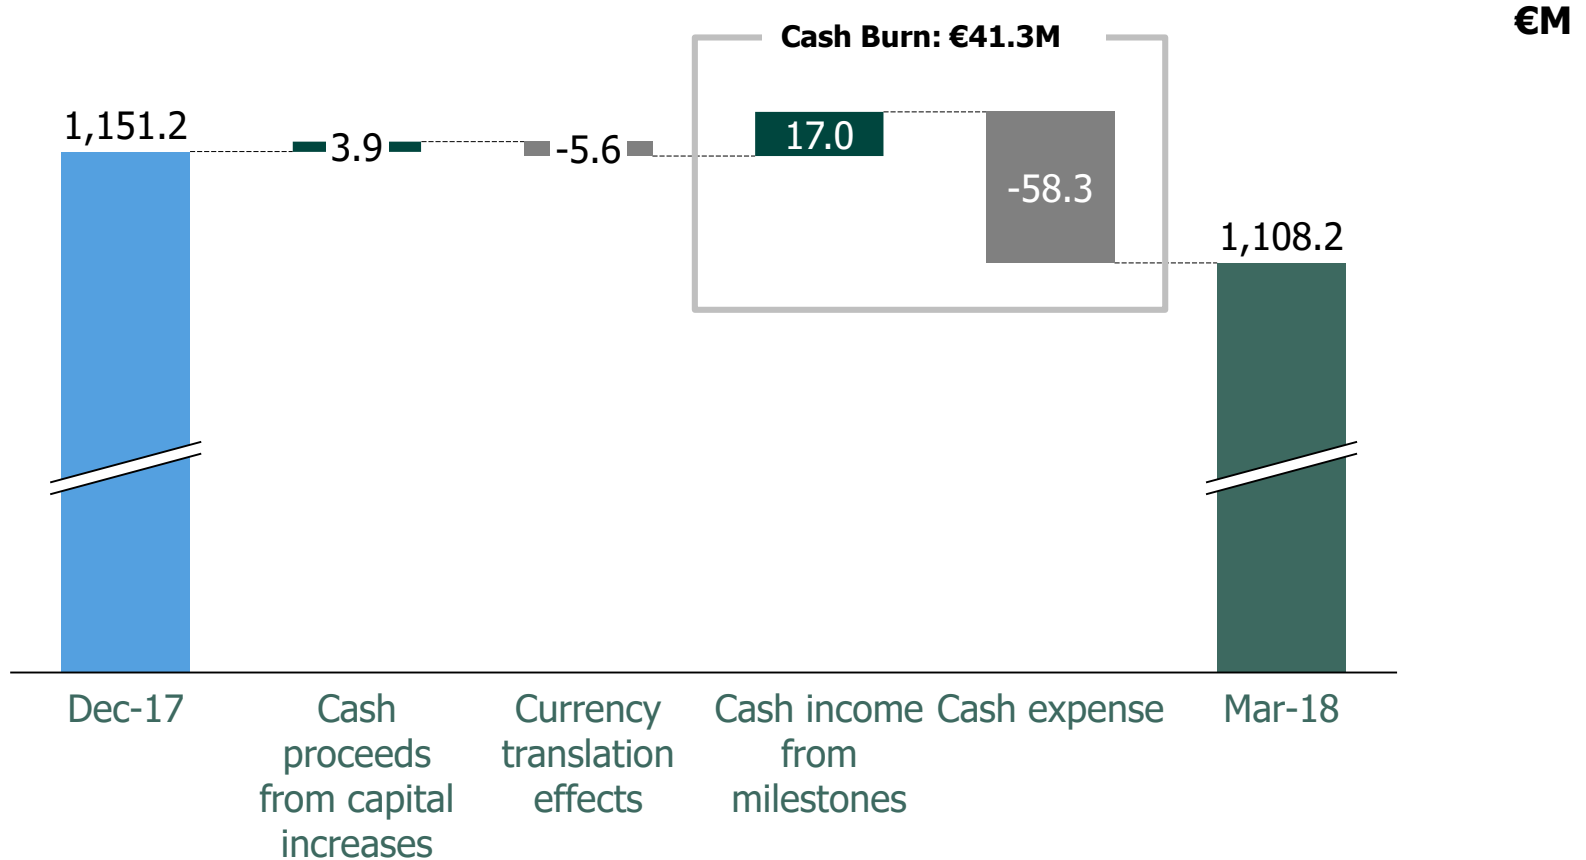 €M
Cash Burn: €41.3M
1,151.2
3.9
-5.6
17.0
-58.3
1,108.2
Dec-17
Cash
proceeds
from capital
increases
Currency
translation
effects
Cash income
from
milestones
Cash expense
Mar-18